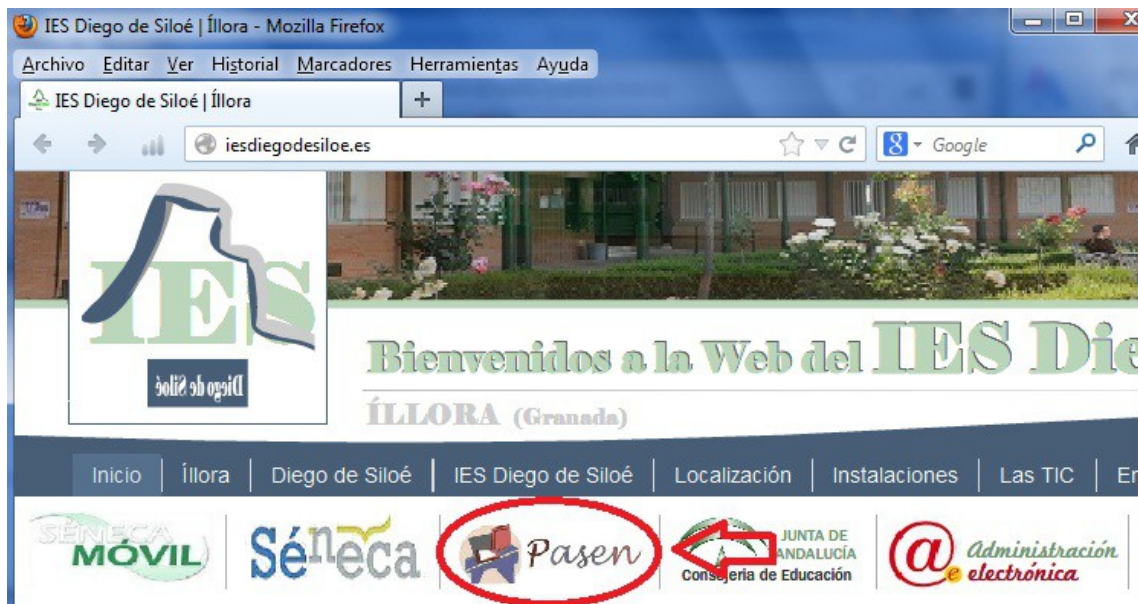 IES Diego de Siloé | Íllora - Mozilla Firefox
Archivo Editar Ver Historial Marcadores Herramientas Ayuda
IES Diego de Siloé | Íllora +
iesdiegodesiloe.es
8 Google
IES
Diego de Siloé
Bienvenidos a la Web del IES Die
ÍLLORA (Granada)
Inicio Íllora Diego de Siloé IES Diego de Siloé Localización Instalaciones Las TIC En
SÉNECA
MÓVIL
Séneca
Pasen
JUNTA DE
ANDALUCÍA
Consejeria de Educación
@e Administración
electrónica